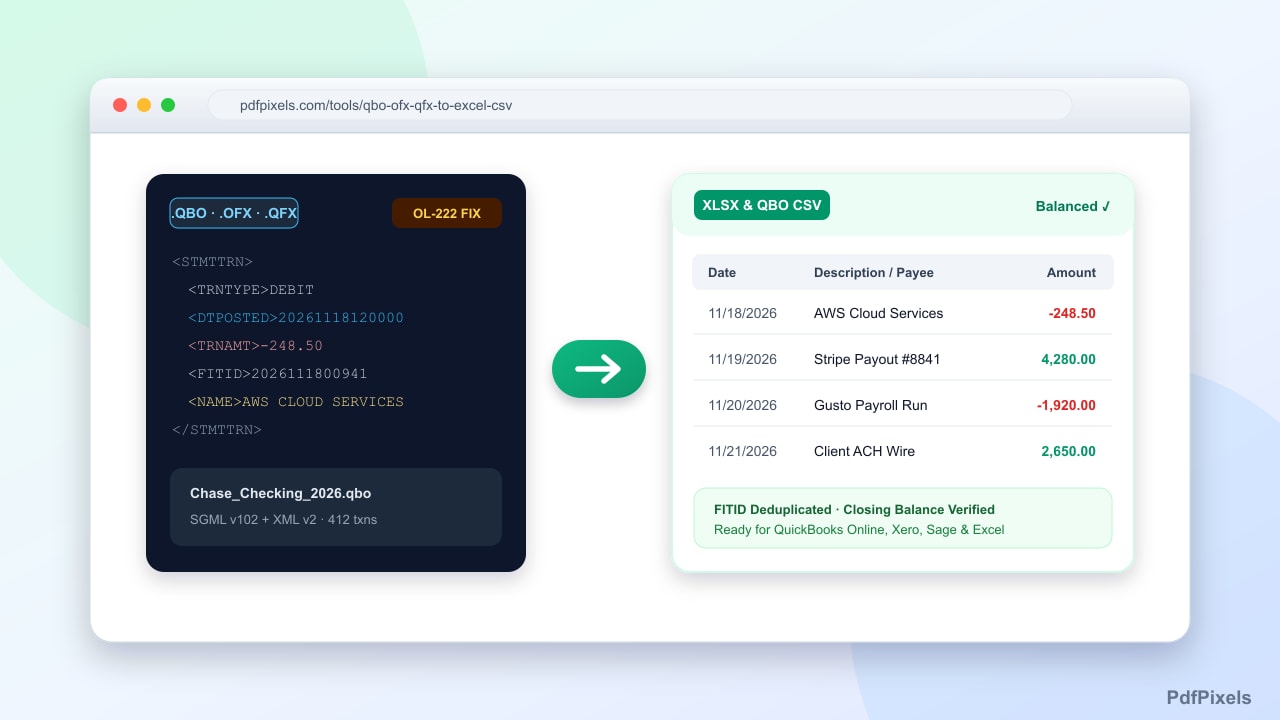 pdfpixels.com/tools/qbo-ofx-qfx-to-excel-csv
.QBO · .OFX · .QFX
OL-222 FIX
<STMTTRN>
<TRNTYPE>DEBIT
<DTPOSTED>20261118120000
<TRNAMT>-248.50
<FITID>2026111800941
<NAME>AWS CLOUD SERVICES
</STMTTRN>
Chase_Checking_2026.qbo
SGML v102 + XML v2 · 412 txns
XLSX & QBO CSV
Balanced ✓
Date Description / Payee Amount
11/18/2026 AWS Cloud Services -248.50
11/19/2026 Stripe Payout #8841 4,280.00
11/20/2026 Gusto Payroll Run -1,920.00
11/21/2026 Client ACH Wire 2,650.00
FITID Deduplicated · Closing Balance Verified
Ready for QuickBooks Online, Xero, Sage & Excel
PdfPixels